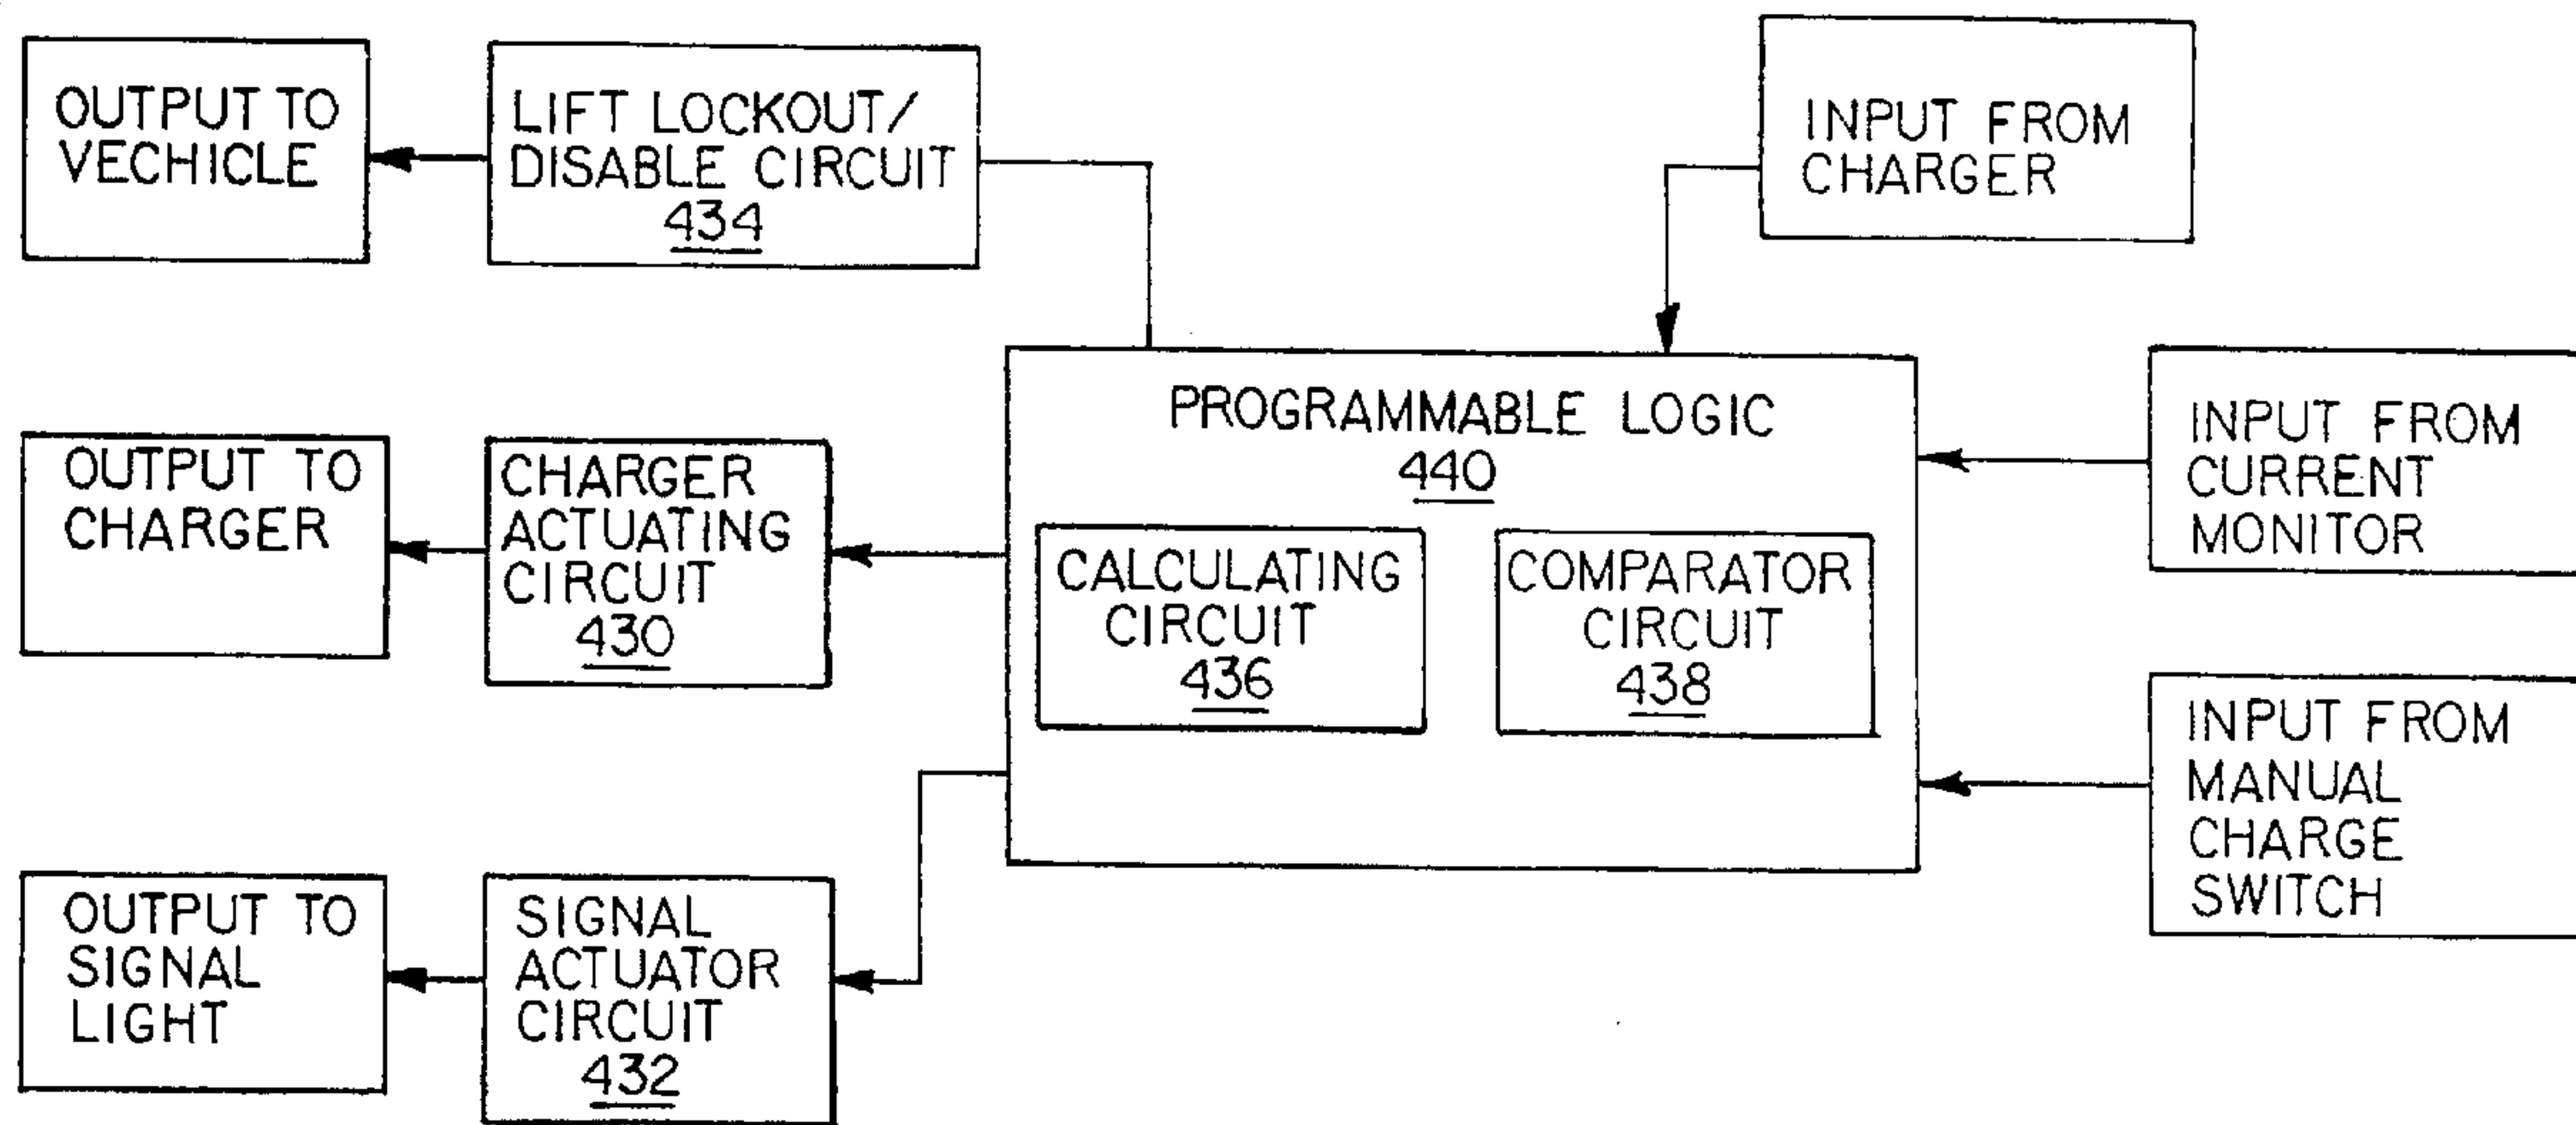 OUTPUT TO
VECHICLE
LIFT LOCKOUT/
DISABLE CIRCUIT
434
INPUT FROM
CHARGER
OUTPUT TO
CHARGER
CHARGER
ACTUATING
CIRCUIT
430
PROGRAMMABLE LOGIC
440
CALCULATING
CIRCUIT
436
COMPARATOR
CIRCUIT
438
INPUT FROM
CURRENT
MONITOR
INPUT FROM
MANUAL
CHARGE
SWITCH
OUTPUT TO
SIGNAL
LIGHT
SIGNAL
ACTUATOR
CIRCUIT
432